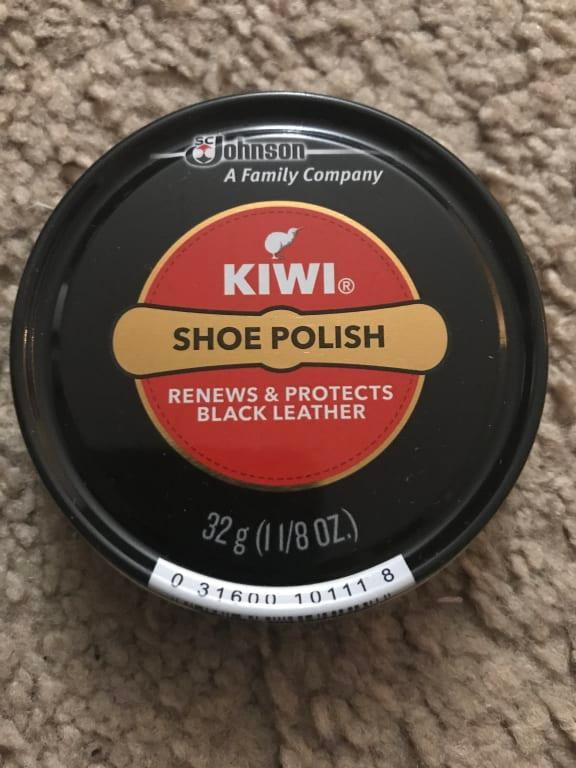 SC Johnson
A Family Company
KIWI®
SHOE POLISH
RENEWS & PROTECTS
BLACK LEATHER
32 g (1 1/8 OZ.)
0 31600 10111 8